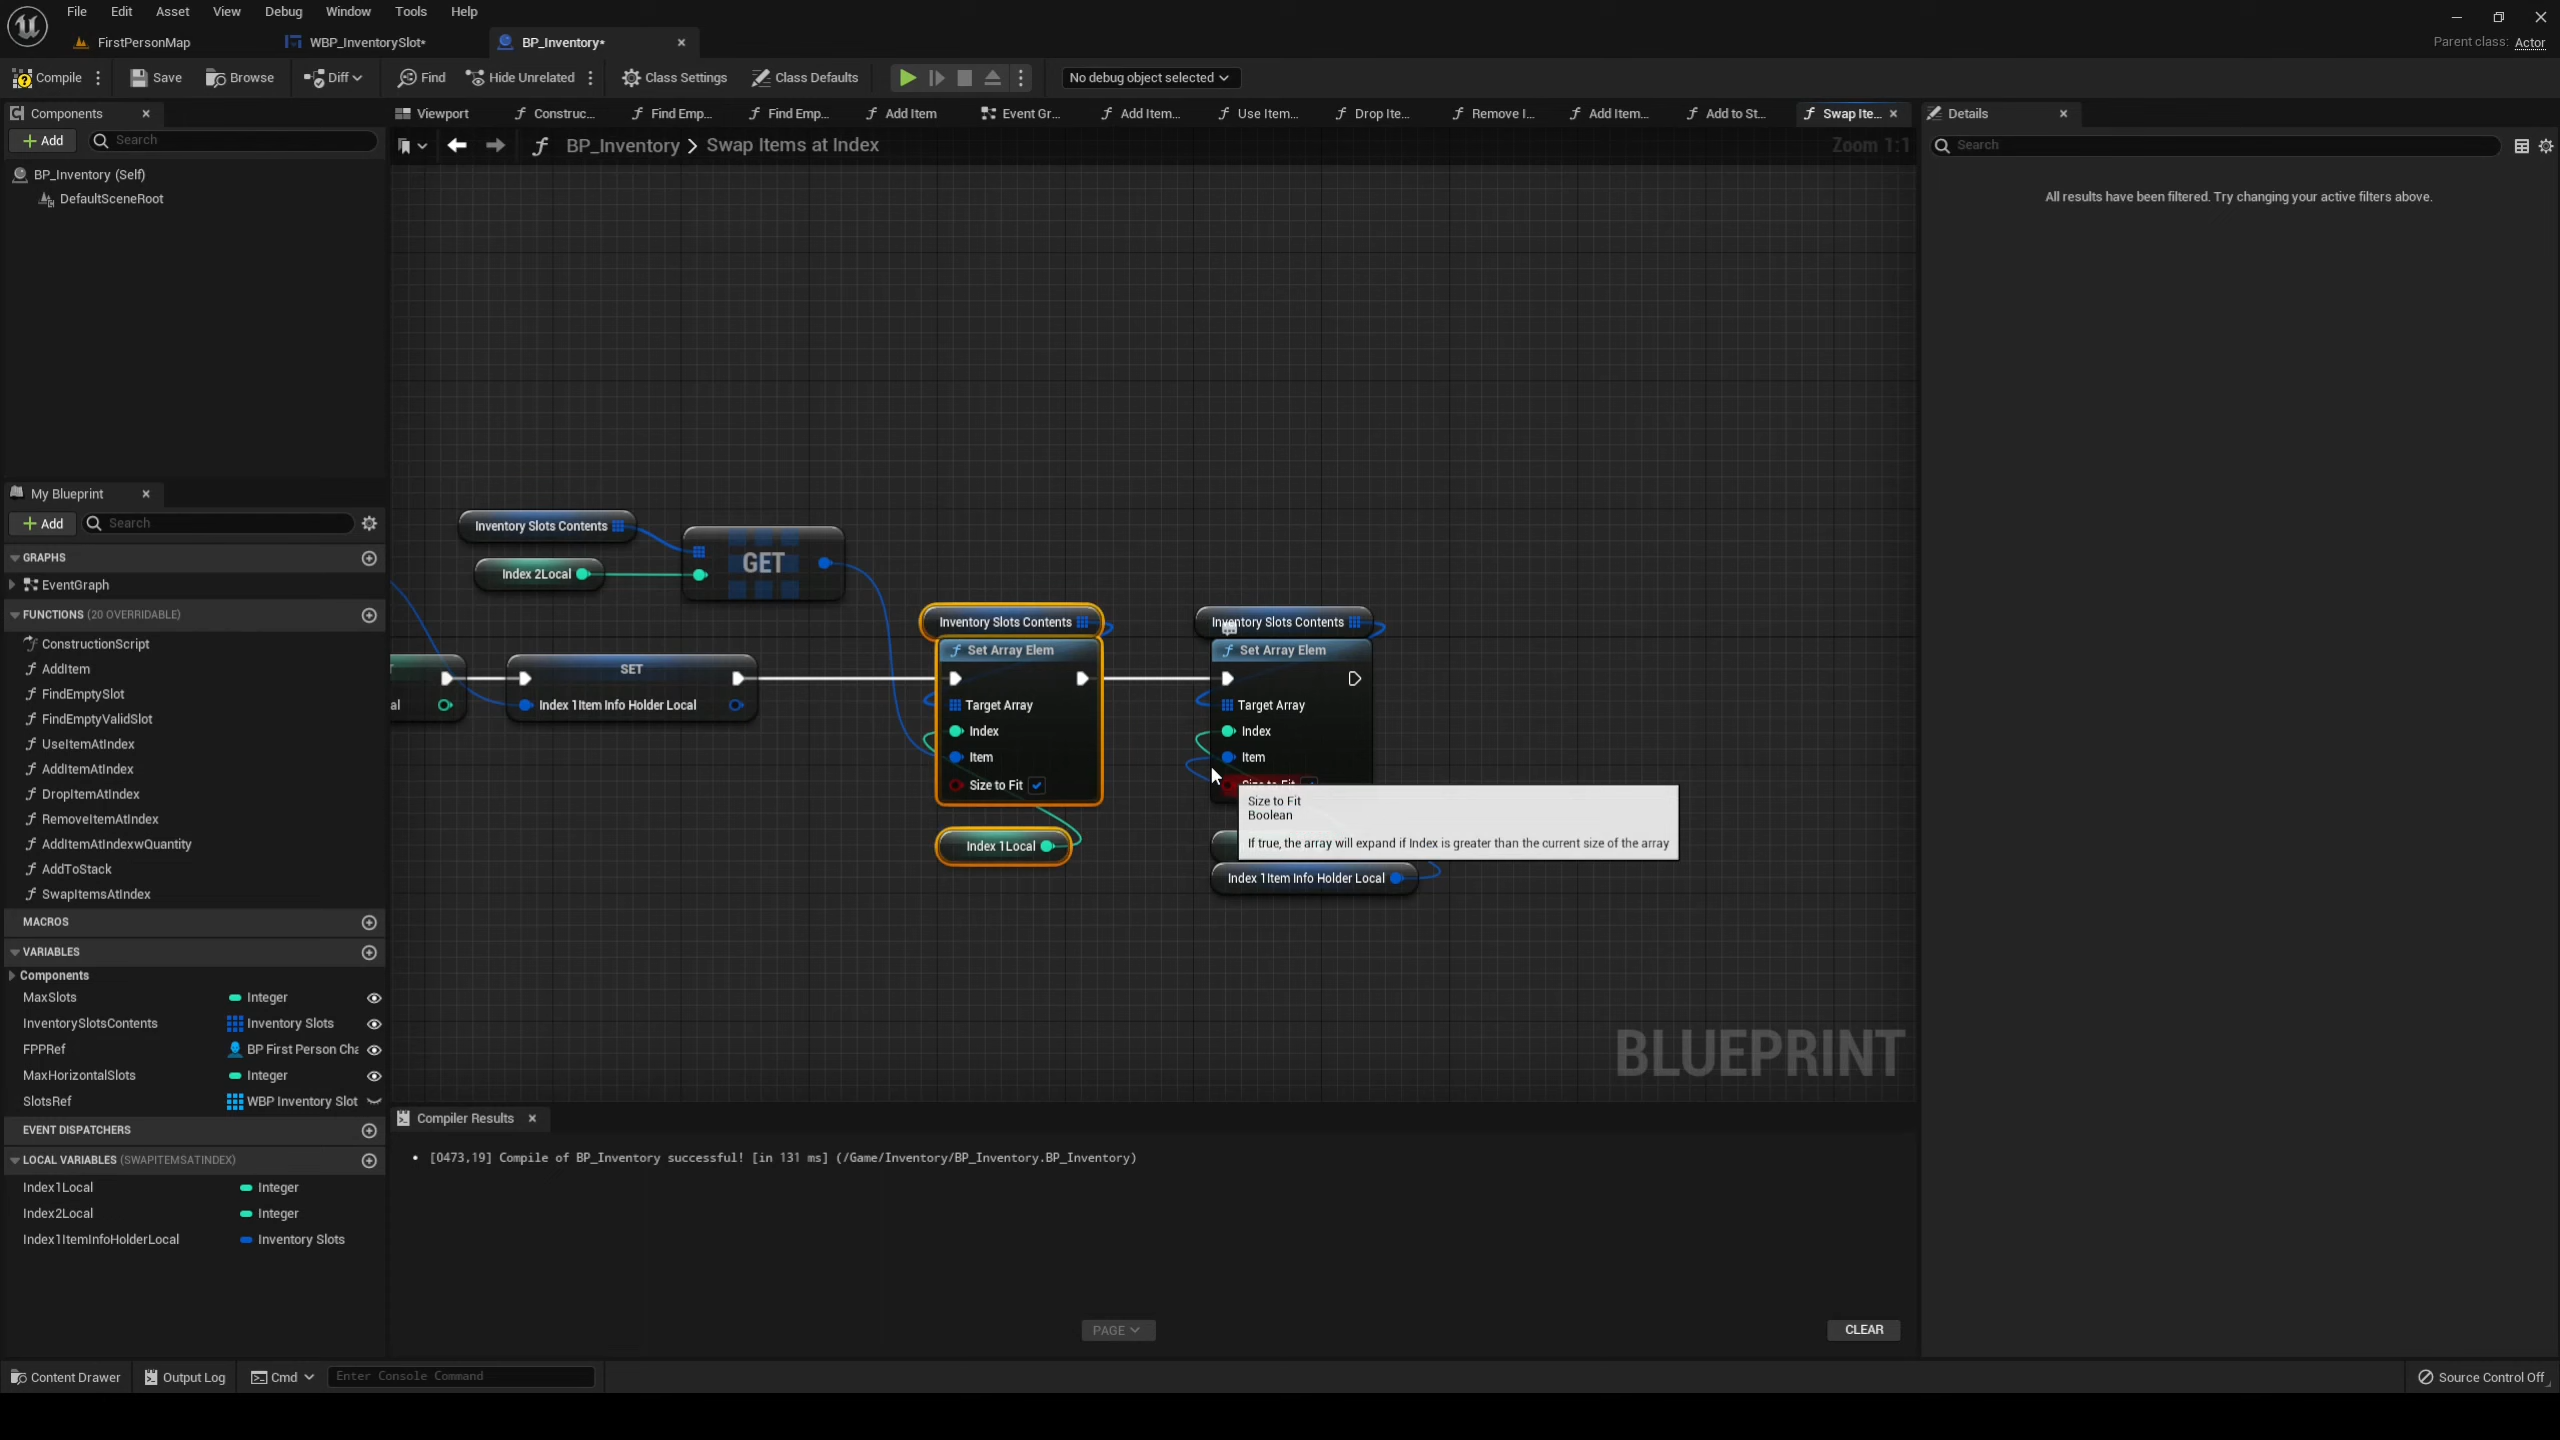 File Edit Asset View Debug Window Tools Help
FirstPersonMap WBP_InventorySlot* BP_Inventory*
Parent class: Actor
Compile Save Browse Diff Find Hide Unrelated Class Settings Class Defaults No debug object selected
Components
Viewport Construc... Find Emp... Find Emp... Add Item Event Gr... Add Item... Use Item... Drop Ite... Remove I... Add Item... Add to St... Swap Ite...
Details
Add Search
BP_Inventory > Swap Items at Index
Zoom 1:1
Search
BP_Inventory (Self)
DefaultSceneRoot
All results have been filtered. Try changing your active filters above.
My Blueprint
Add Search
GRAPHS
EventGraph
FUNCTIONS (20 OVERRIDABLE)
ConstructionScript
AddItem
FindEmptySlot
FindEmptyValidSlot
UseItemAtIndex
AddItemAtIndex
DropItemAtIndex
RemoveItemAtIndex
AddItemAtIndexwQuantity
AddToStack
SwapItemsAtIndex
MACROS
VARIABLES
Components
MaxSlots Integer
InventorySlotsContents Inventory Slots
FPPRef BP First Person Cha
MaxHorizontalSlots Integer
SlotsRef WBP Inventory Slot
EVENT DISPATCHERS
LOCAL VARIABLES (SWAPITEMSATINDEX)
Index1Local Integer
Index2Local Integer
Index1ItemInfoHolderLocal Inventory Slots
Inventory Slots Contents
Index 2Local
GET
al
SET
Index 1Item Info Holder Local
Inventory Slots Contents
Set Array Elem
Target Array
Index
Item
Size to Fit
Index 1Local
Inventory Slots Contents
Set Array Elem
Target Array
Index
Item
Size to Fit
Size to Fit
Boolean
If true, the array will expand if Index is greater than the current size of the array
Index 1Item Info Holder Local
BLUEPRINT
Compiler Results
[0473,19] Compile of BP_Inventory successful! [in 131 ms] (/Game/Inventory/BP_Inventory.BP_Inventory)
PAGE
CLEAR
Content Drawer Output Log Cmd Enter Console Command
Source Control Off